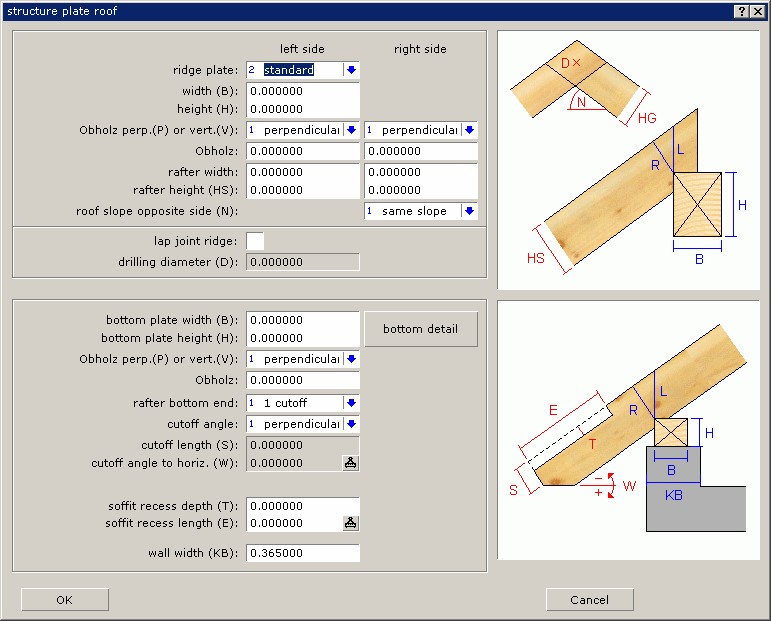 structure plate roof
left side right side
ridge plate: 2 standard
width (B): 0.000000
height (H): 0.000000
Obholz perp.(P) or vert.(V): 1 perpendicular 1 perpendicular
Obholz: 0.000000 0.000000
rafter width: 0.000000 0.000000
rafter height (HS): 0.000000 0.000000
roof slope opposite side (N): 1 same slope
lap joint ridge:
drilling diameter (D): 0.000000
D×
N
HG
L
R
H
HS
B
bottom plate width (B): 0.000000
bottom plate height (H): 0.000000
bottom detail
Obholz perp.(P) or vert.(V): 1 perpendicular
Obholz: 0.000000
rafter bottom end: 1 1 cutoff
cutoff angle: 1 perpendicular
cutoff length (S): 0.000000
cutoff angle to horiz. (W): 0.000000
soffit recess depth (T): 0.000000
soffit recess length (E): 0.000000
wall width (KB): 0.365000
L
E
R
H
T
B
S
−
+
W
KB
OK
Cancel